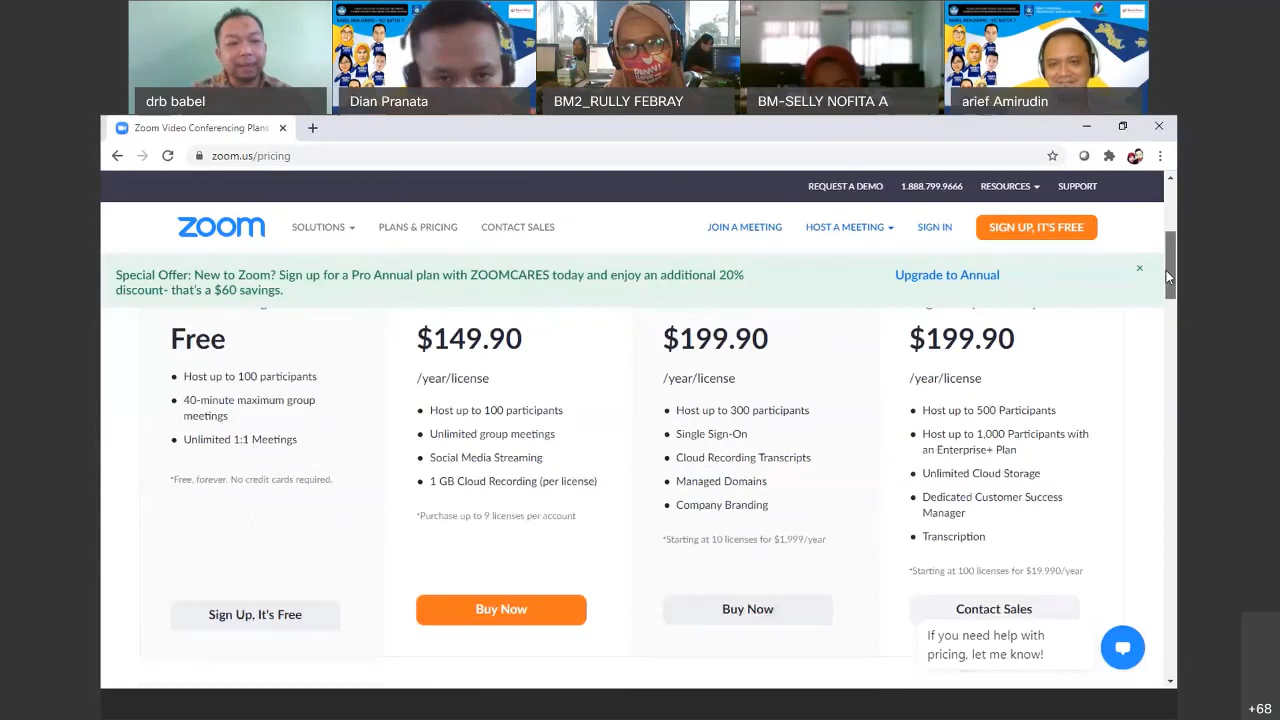 drb babel
Dian Pranata
BM2_RULLY FEBRAY
BM-SELLY NOFITA A
arief Amirudin
Zoom Video Conferencing Plans
zoom.us/pricing
REQUEST A DEMO 1.888.799.9666 RESOURCES SUPPORT
zoom SOLUTIONS PLANS & PRICING CONTACT SALES JOIN A MEETING HOST A MEETING SIGN IN SIGN UP, IT'S FREE
Special Offer: New to Zoom? Sign up for a Pro Annual plan with ZOOMCARES today and enjoy an additional 20%
discount- that's a $60 savings.
Upgrade to Annual
Free
Host up to 100 participants
40-minute maximum group
meetings
Unlimited 1:1 Meetings
*Free, forever. No credit cards required.
Sign Up, It's Free
$149.90
/year/license
Host up to 100 participants
Unlimited group meetings
Social Media Streaming
1 GB Cloud Recording (per license)
*Purchase up to 9 licenses per account
Buy Now
$199.90
/year/license
Host up to 300 participants
Single Sign-On
Cloud Recording Transcripts
Managed Domains
Company Branding
*Starting at 10 licenses for $1,999/year
Buy Now
$199.90
/year/license
Host up to 500 Participants
Host up to 1,000 Participants with
an Enterprise+ Plan
Unlimited Cloud Storage
Dedicated Customer Success
Manager
Transcription
*Starting at 100 licenses for $19,990/year
Contact Sales
If you need help with
pricing, let me know!
+68